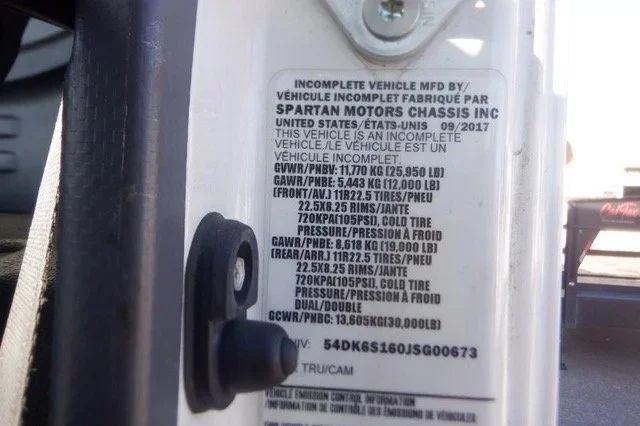 NIS
INCOMPLETE VEHICLE MFD BY/
VÉHICULE INCOMPLET FABRIQUÉ PAR
SPARTAN MOTORS CHASSIS INC
UNITED STATES/ÉTATS-UNIS 09/2017
THIS VEHICLE IS AN INCOMPLETE
VEHICLE./LE VÉHICULE EST UN
VÉHICULE INCOMPLET.
GVWR/PNBV: 11,770 KG (25,950 LB)
GAWR/PNBE: 5,443 KG (12,000 LB)
(FRONT/AV.) 11R22.5 TIRES/PNEU
22.5X8.25 RIMS/JANTE
720KPA(105PSI), COLD TIRE
PRESSURE/PRESSION À FROID
GAWR/PNBE: 8,618 KG (19,000 LB)
(REAR/ARR.) 11R22.5 TIRES/PNEU
22.5X8.25 RIMS/JANTE
720KPA(105PSI), COLD TIRE
PRESSURE/PRESSION À FROID
DUAL/DOUBLE
GCWR/PNBC: 13,605KG(30,000LB)
NIV: 54DK6S160JSG00673
TRU/CAM
VEHICLE EMISSION CONTROL INFORMATION
INFORMATION DE CONTRÔLE DES ÉMISSIONS DE VÉHICULES